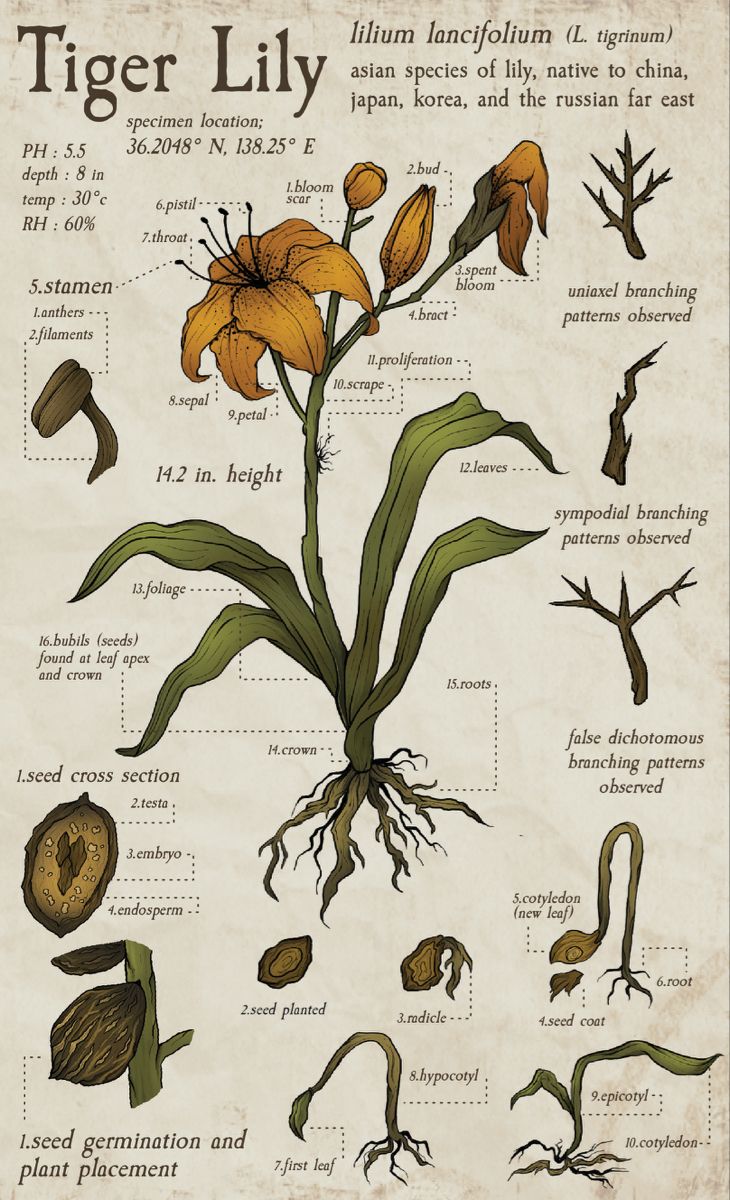 Tiger Lily
lilium lancifolium (L. tigrinum)
asian species of lily, native to china,
japan, korea, and the russian far east
specimen location;
36.2048° N, 138.25° E
PH : 5.5
depth : 8 in
temp : 30°c
RH : 60%
1.bloom
scar
2.bud
3.spent
bloom
4.bract
6.pistil
7.throat
5.stamen
1.anthers
2.filaments
8.sepal
9.petal
10.scrape
11.proliferation
12.leaves
14.2 in. height
13.foliage
16.bubils (seeds)
found at leaf apex
and crown
15.roots
14.crown
uniaxel branching
patterns observed
sympodial branching
patterns observed
false dichotomous
branching patterns
observed
1.seed cross section
2.testa
3.embryo
4.endosperm
1.seed germination and
plant placement
2.seed planted
3.radicle
5.cotyledon
(new leaf)
4.seed coat
6.root
7.first leaf
8.hypocotyl
9.epicotyl
10.cotyledon